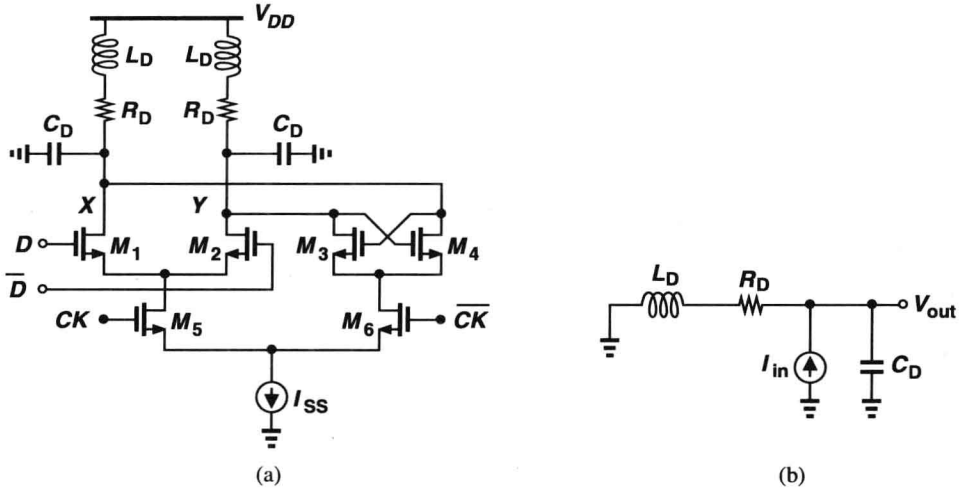 V_DD
L_D L_D
R_D R_D
C_D C_D
X Y
D M_1 M_2 M_3 M_4
D̅
CK M_5 M_6 C̅K̅
I_SS
(a)
L_D R_D
V_out
I_in C_D
(b)